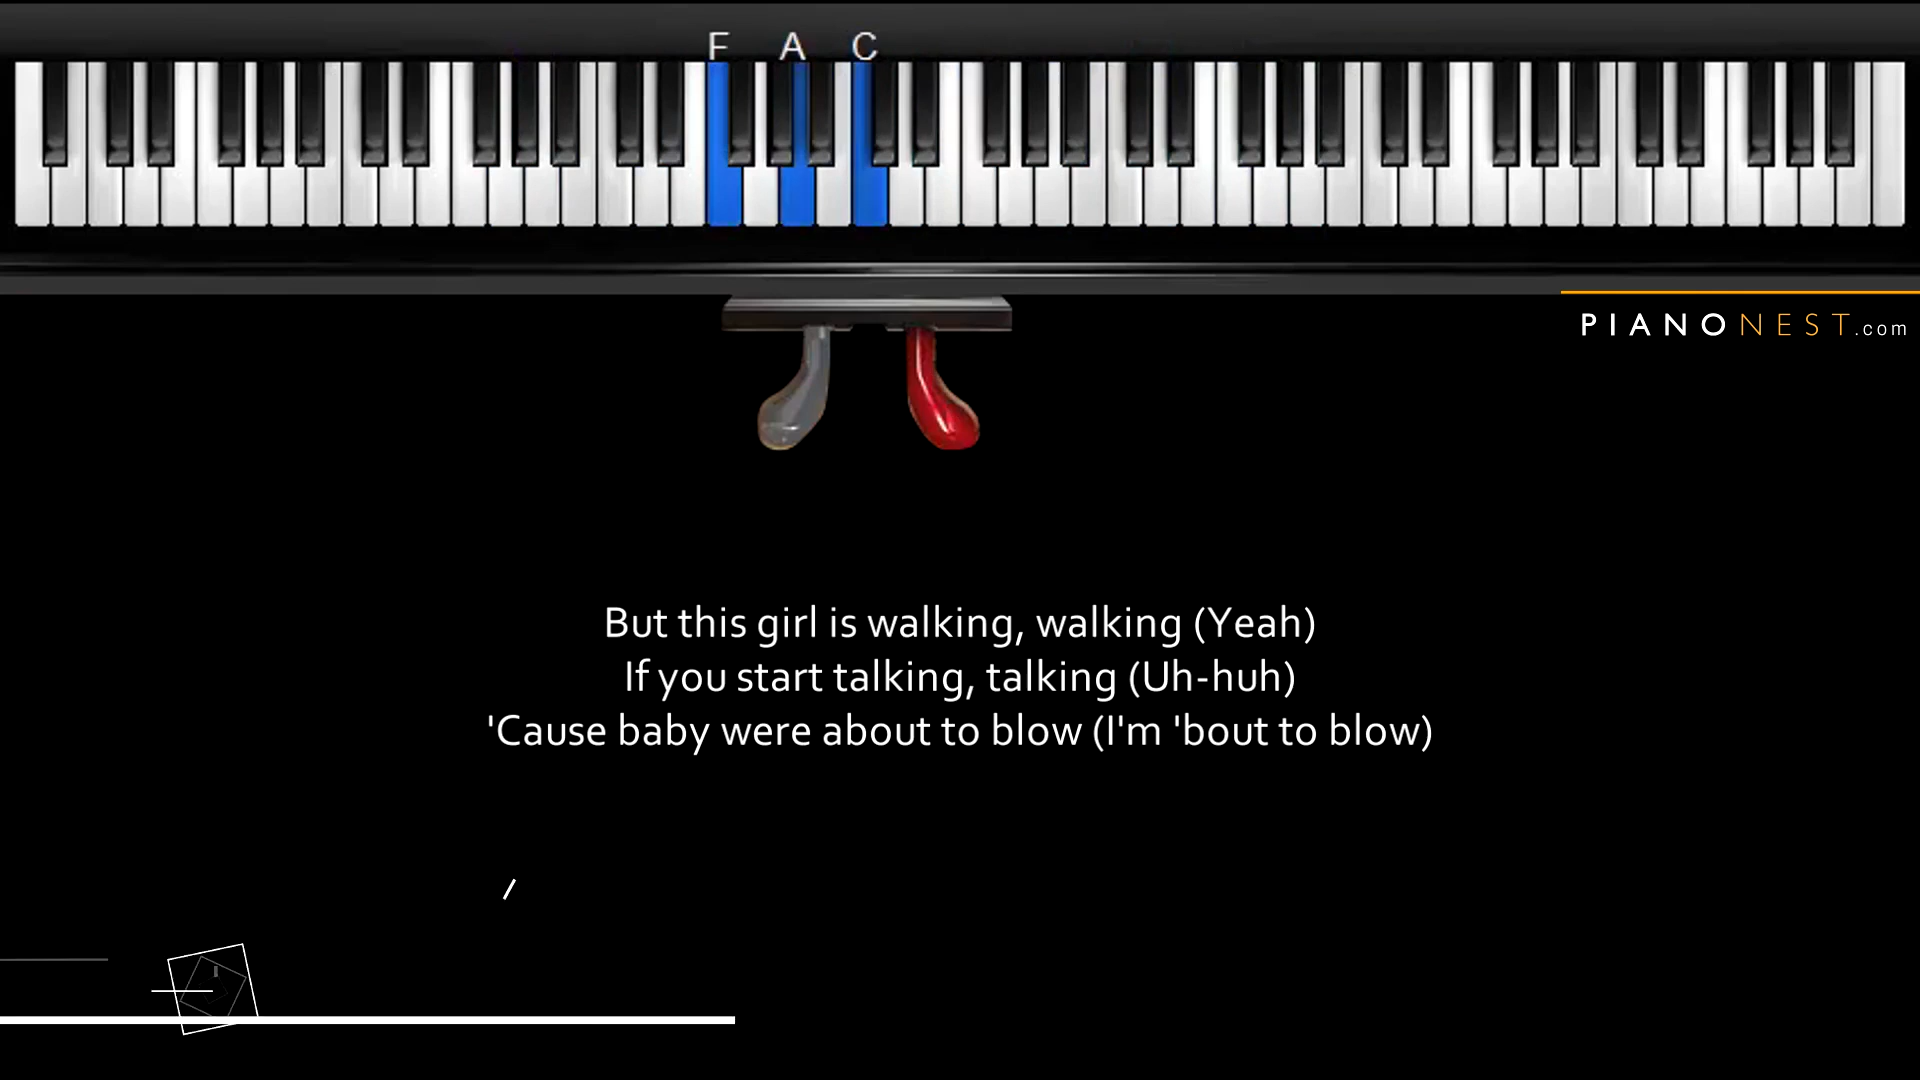 F A C
PIANONEST.com
But this girl is walking, walking (Yeah)
If you start talking, talking (Uh-huh)
'Cause baby were about to blow (I'm 'bout to blow)